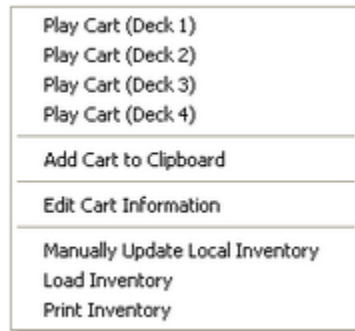 Play Cart (Deck 1)
Play Cart (Deck 2)
Play Cart (Deck 3)
Play Cart (Deck 4)
Add Cart to Clipboard
Edit Cart Information
Manually Update Local Inventory
Load Inventory
Print Inventory